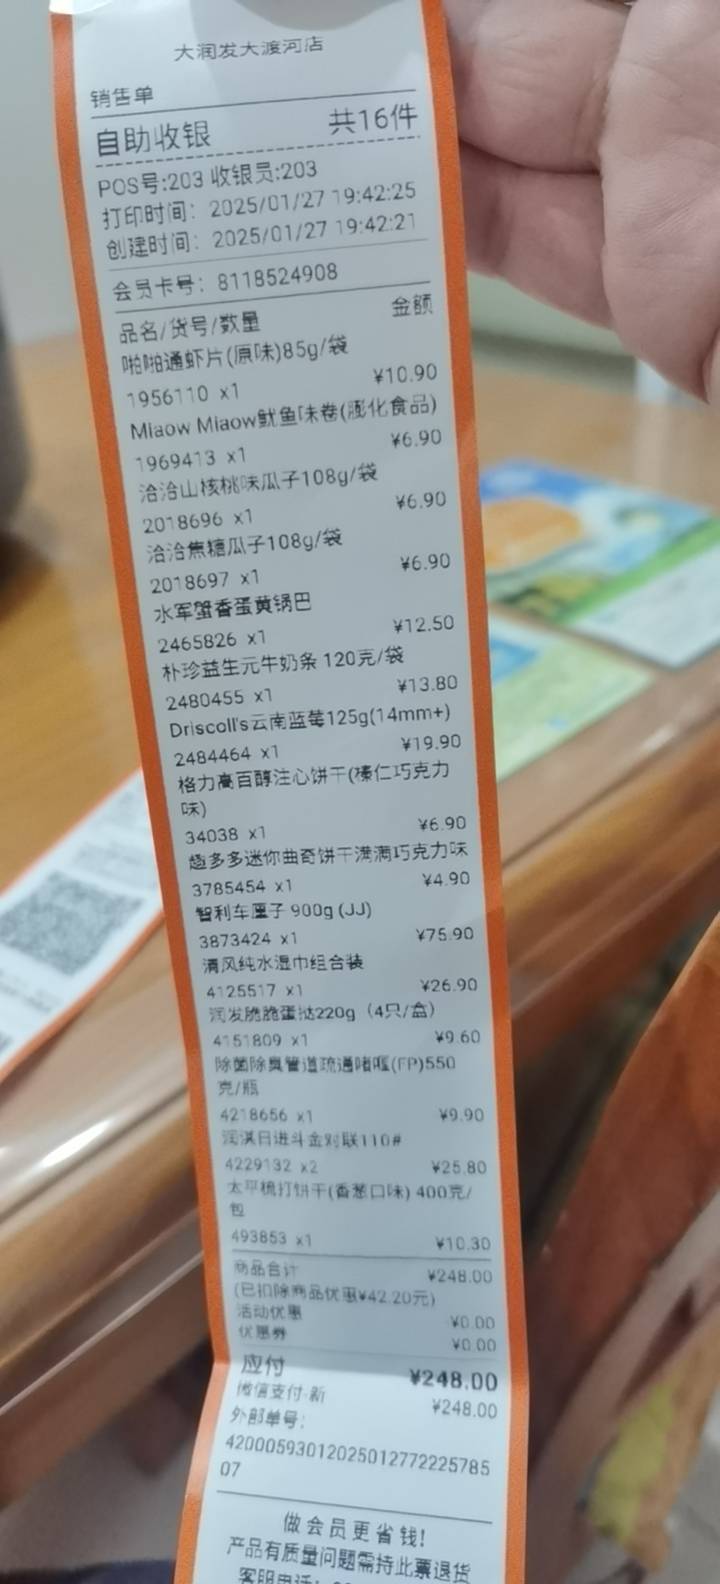 大润发大渡河店
销售单
自助收银 共16件
POS号:203 收银员:203
打印时间: 2025/01/27 19:42:25
创建时间: 2025/01/27 19:42:21
会员卡号: 8118524908
品名/货号/数量 金额
啪啪通虾片(原味)85g/袋
1956110 x1 ¥10.90
Miaow Miaow鱿鱼味卷(膨化食品)
1969413 x1 ¥6.90
洽洽山核桃味瓜子108g/袋
2018696 x1 ¥6.90
洽洽焦糖瓜子108g/袋
2018697 x1 ¥6.90
水军蟹香蛋黄锅巴
2465826 x1 ¥12.50
朴珍益生元牛奶条 120克/袋
2480455 x1 ¥13.80
Driscoll's云南蓝莓125g(14mm+)
2484464 x1 ¥19.90
格力高百醇注心饼干(榛仁巧克力
味)
34038 x1 ¥6.90
趣多多迷你曲奇饼干满满巧克力味
3785454 x1 ¥4.90
智利车厘子 900g (JJ)
3873424 x1 ¥75.90
清风纯水湿巾组合装
4125517 x1 ¥26.90
润发脆脆蛋挞220g (4只/盒)
4151809 x1 ¥9.60
除菌除臭管道疏通啫喱(FP)550
克/瓶
4218656 x1 ¥9.90
润淇日进斗金对联110#
4229132 x2 ¥25.80
太平梳打饼干(香葱口味) 400克/
包
493853 x1 ¥10.30
商品合计 ¥248.00
(已扣除商品优惠¥42.20元)
活动优惠 ¥0.00
优惠券 ¥0.00
应付 ¥248.00
微信支付-新 ¥248.00
外部单号:
42000593012025012772225785
07
做会员更省钱!
产品有质量问题需持此票退货
客服电话: